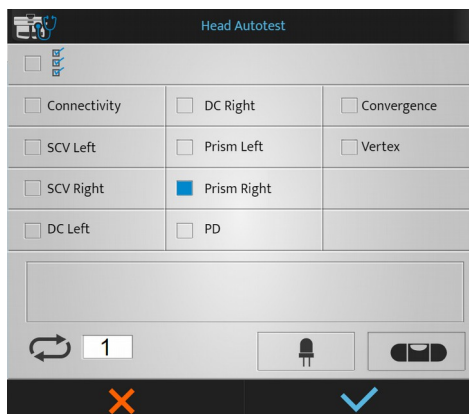 Head Autotest
Connectivity
DC Right
Convergence
SCV Left
Prism Left
Vertex
SCV Right
Prism Right
DC Left
PD
1